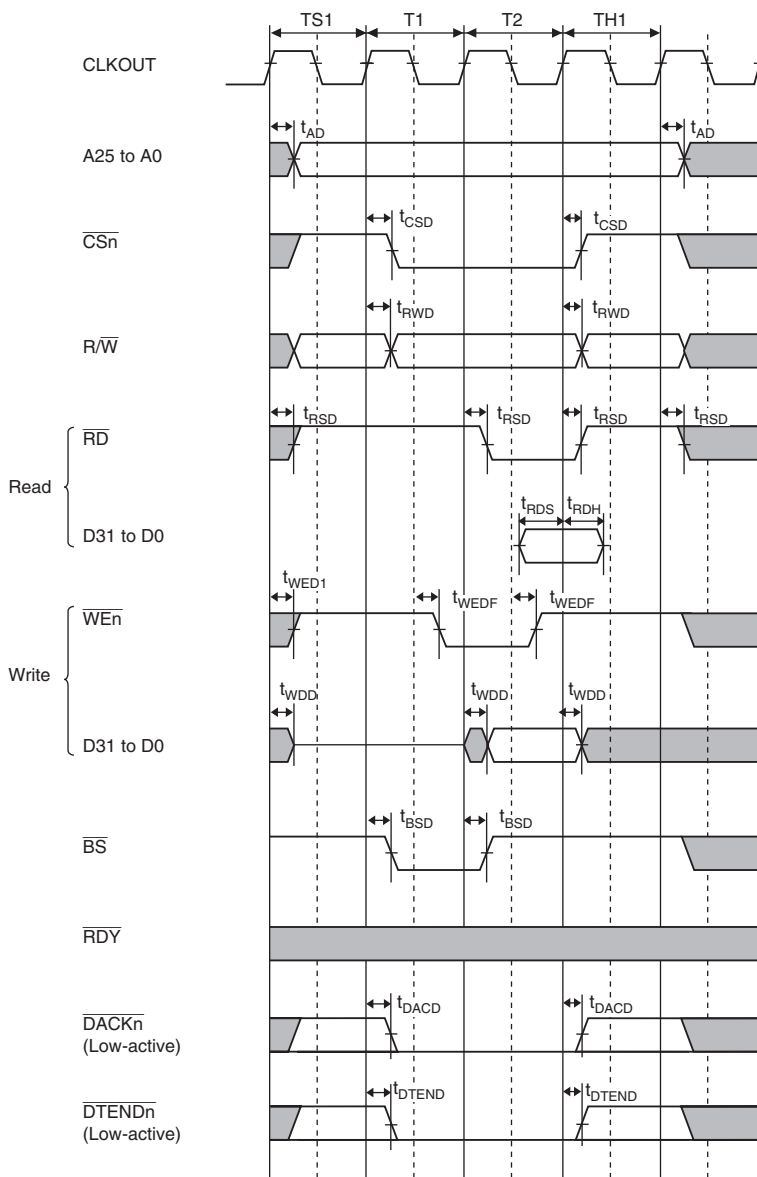 TS1 T1 T2 TH1
CLKOUT
tAD tAD
A25 to A0
tCSD tCSD
CSn
tRWD tRWD
R/W
tRSD tRSD tRSD tRSD
RD
Read
tRDS tRDH
D31 to D0
tWED1 tWEDF tWEDF
WEn
Write
tWDD tWDD tWDD
D31 to D0
tBSD tBSD
BS
RDY
tDACD tDACD
DACKn
(Low-active)
tDTEND tDTEND
DTENDn
(Low-active)